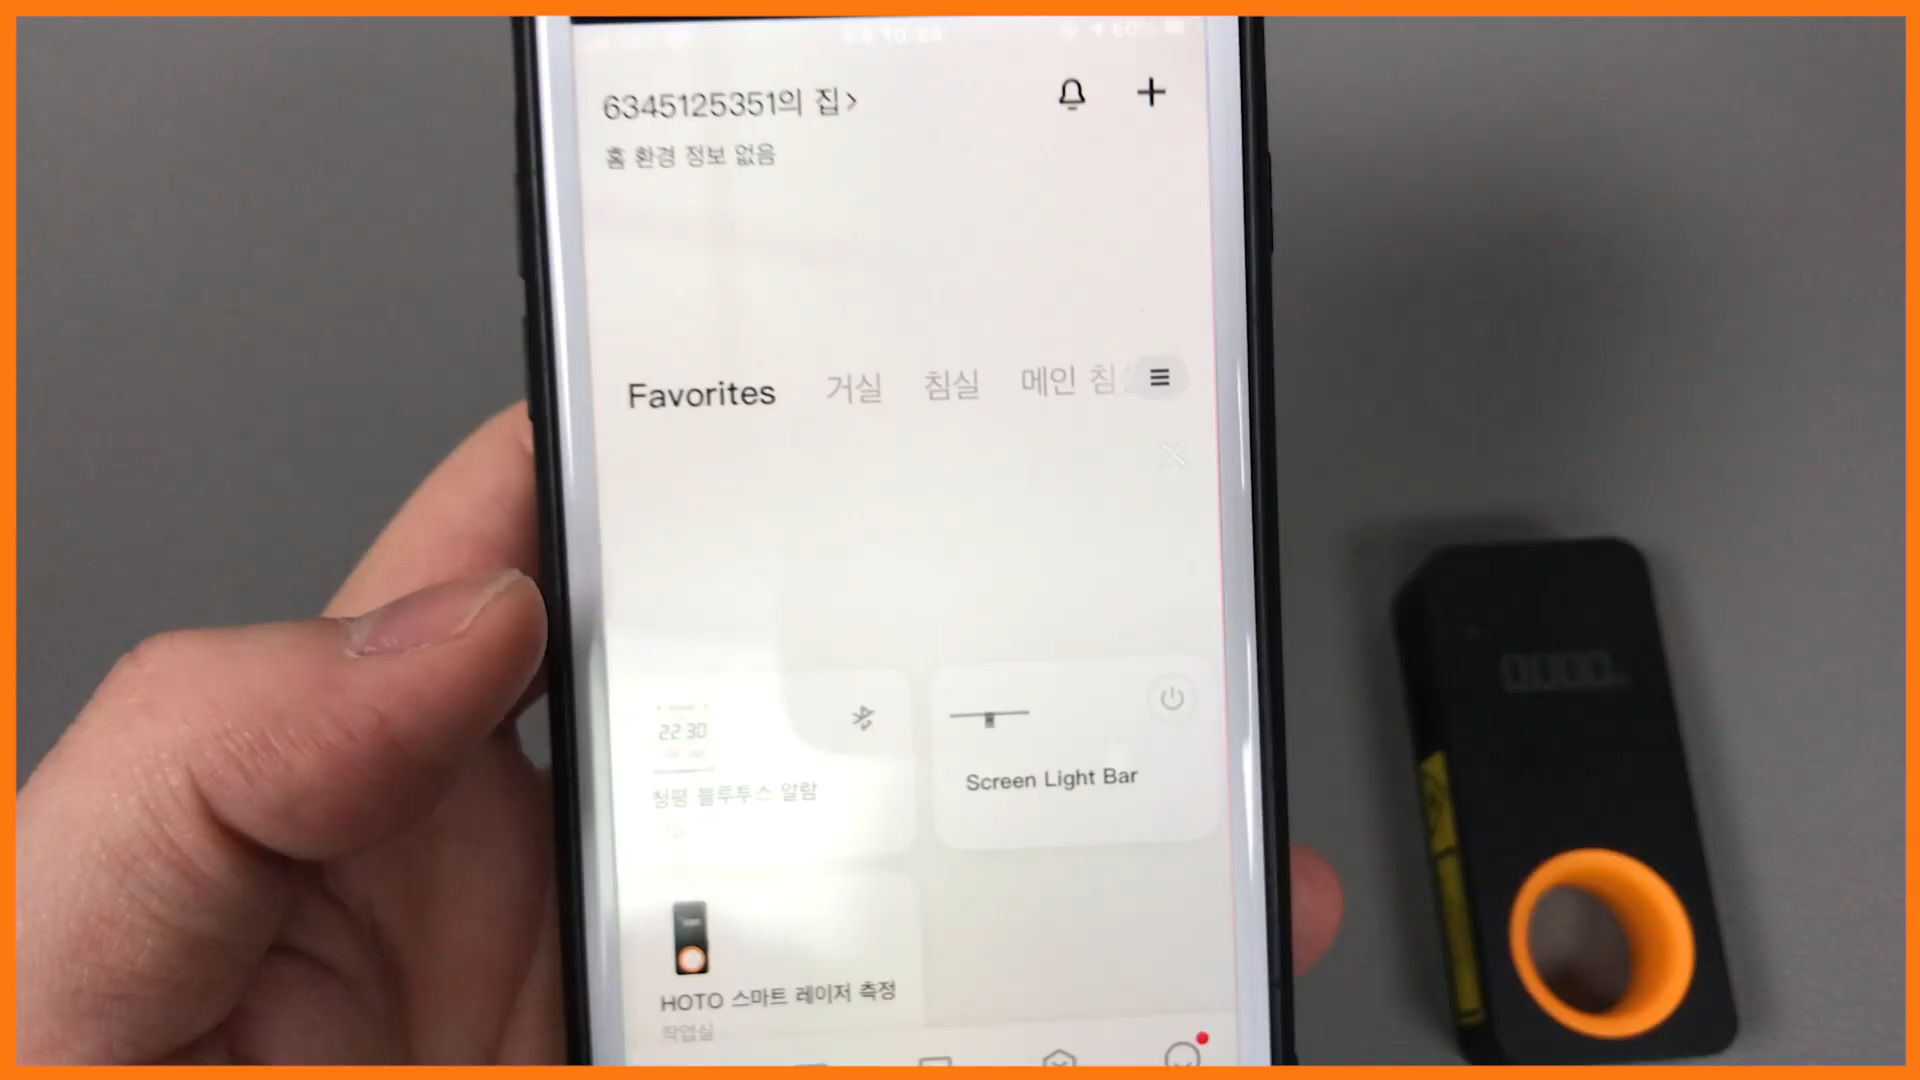 6345125351의 집>
홈 환경 정보 없음
Favorites 거실 침실 메인 침
22:30
청평 블루투스 알람
Screen Light Bar
HOTO 스마트 레이저 측정
작업실